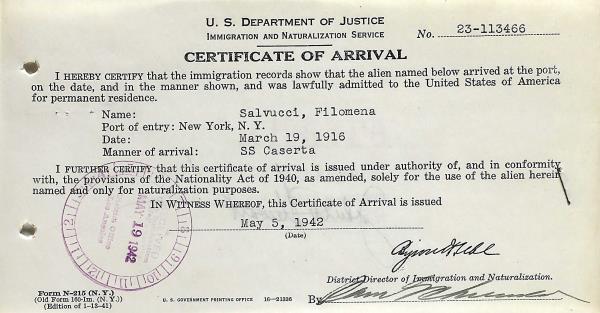 U. S. DEPARTMENT OF JUSTICE
IMMIGRATION AND NATURALIZATION SERVICE
No. 23-113466
CERTIFICATE OF ARRIVAL
I HEREBY CERTIFY that the immigration records show that the alien named below arrived at the port,
on the date, and in the manner shown, and was lawfully admitted to the United States of America
for permanent residence.
Name: Salvucci, Filomena
Port of entry: New York, N. Y.
Date: March 19, 1916
Manner of arrival: SS Caserta
I FURTHER CERTIFY that this certificate of arrival is issued under authority of, and in conformity
with, the provisions of the Nationality Act of 1940, as amended, solely for the use of the alien herein
named and only for naturalization purposes.
IN WITNESS WHEREOF, this Certificate of Arrival is issued
May 5, 1942
(Date)
MAY 19 1942
District Director of Immigration and Naturalization.
Form N-215 (N. Y.)
(Old Form 160-Im. (N. Y.))
(Edition of 1-13-41)
U. S. GOVERNMENT PRINTING OFFICE 16-21336
By